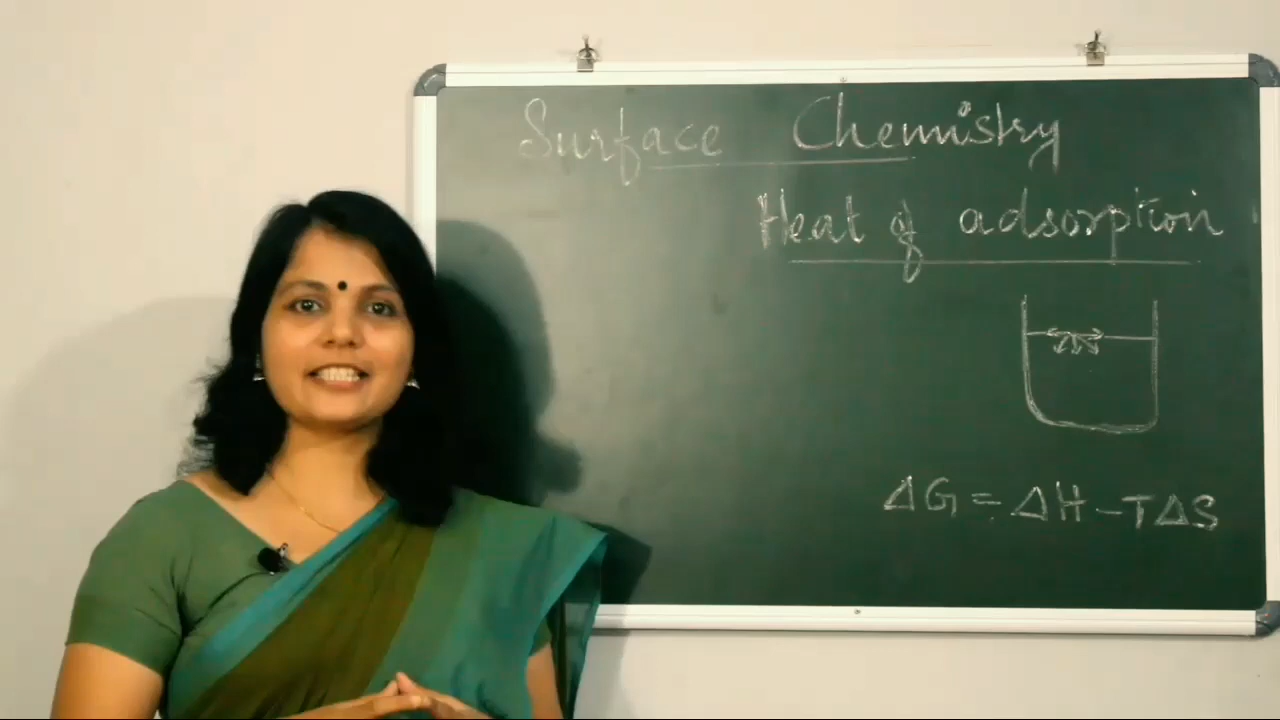 Surface Chemistry
Heat of adsorption
ΔG = ΔH - TΔS